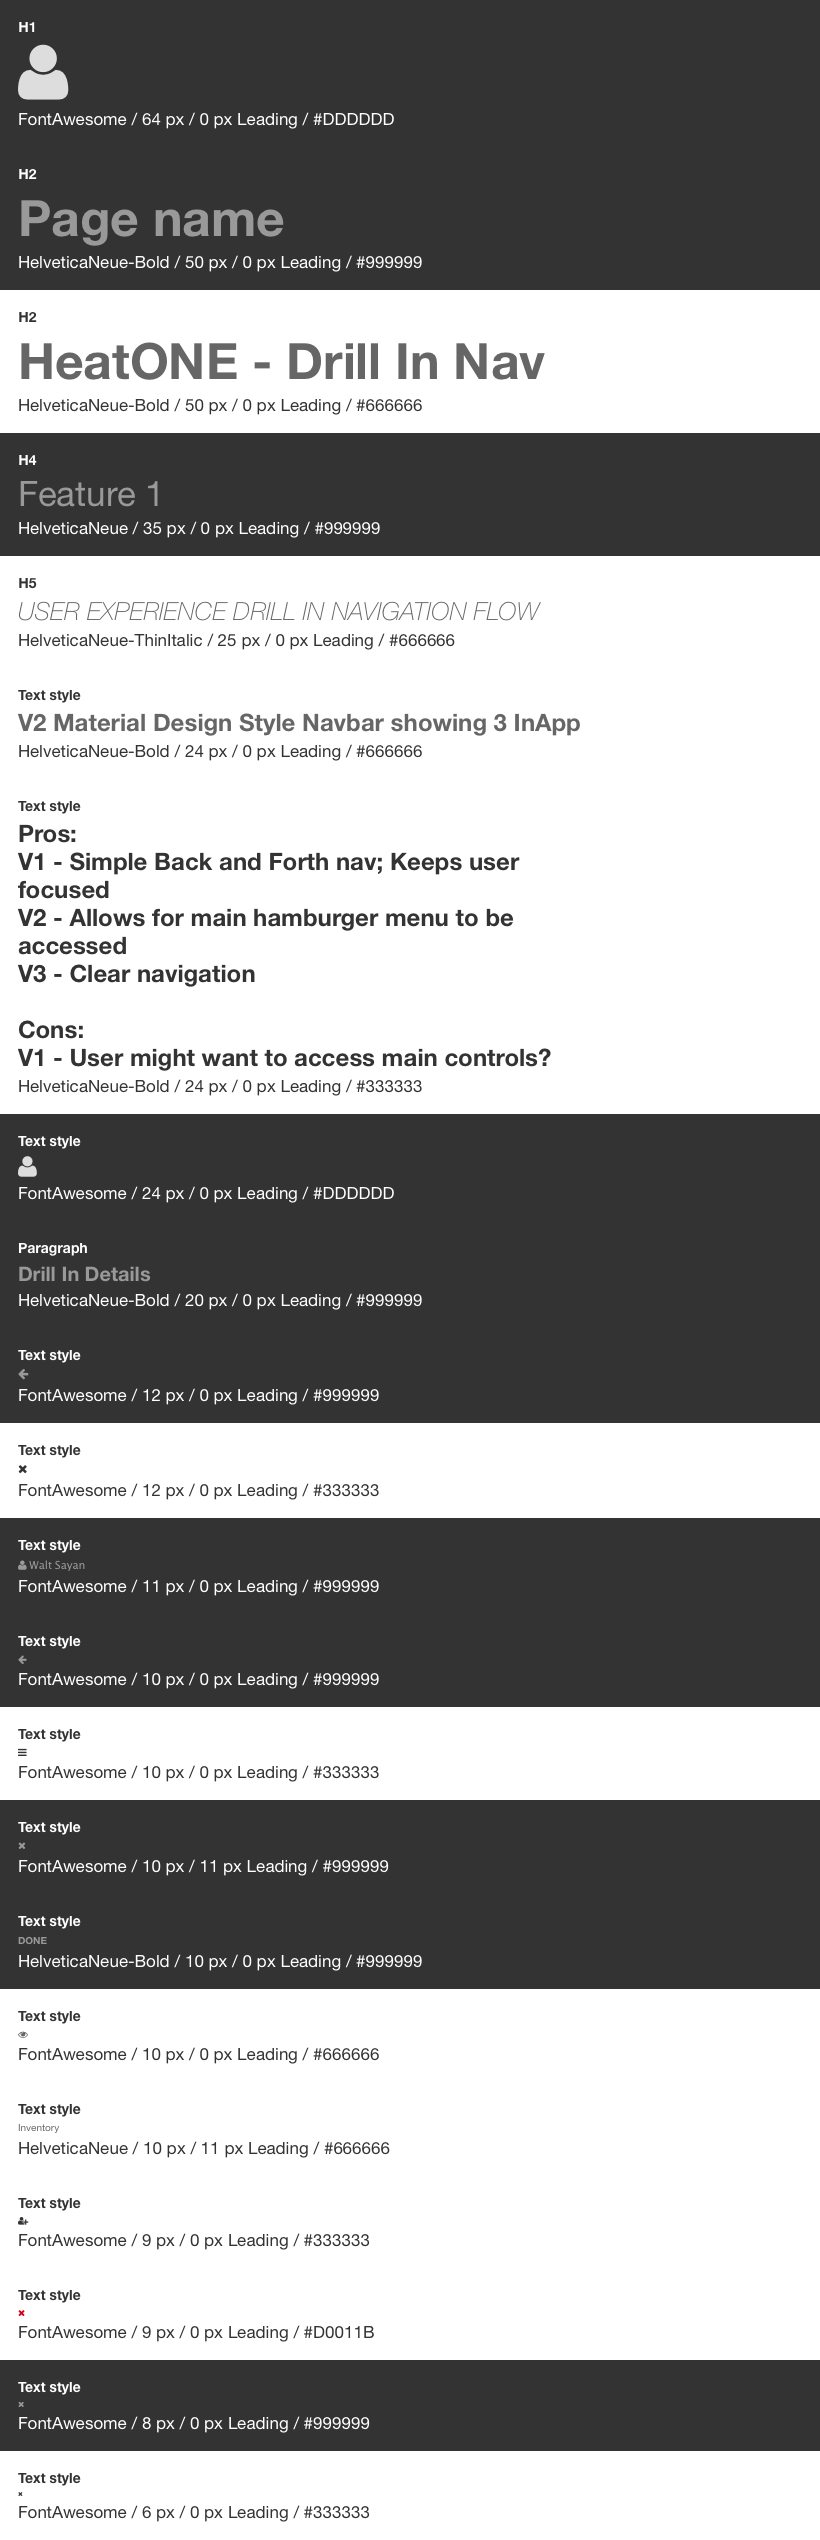 H1
FontAwesome / 64 px / 0 px Leading / #DDDDDD
H2
Page name
HelveticaNeue-Bold / 50 px / 0 px Leading / #999999
H2
HeatONE - Drill In Nav
HelveticaNeue-Bold / 50 px / 0 px Leading / #666666
H4
Feature 1
HelveticaNeue / 35 px / 0 px Leading / #999999
H5
USER EXPERIENCE DRILL IN NAVIGATION FLOW
HelveticaNeue-ThinItalic / 25 px / 0 px Leading / #666666
Text style
V2 Material Design Style Navbar showing 3 InApp
HelveticaNeue-Bold / 24 px / 0 px Leading / #666666
Text style
Pros:
V1 - Simple Back and Forth nav; Keeps user
focused
V2 - Allows for main hamburger menu to be
accessed
V3 - Clear navigation
Cons:
V1 - User might want to access main controls?
HelveticaNeue-Bold / 24 px / 0 px Leading / #333333
Text style
FontAwesome / 24 px / 0 px Leading / #DDDDDD
Paragraph
Drill In Details
HelveticaNeue-Bold / 20 px / 0 px Leading / #999999
Text style
FontAwesome / 12 px / 0 px Leading / #999999
Text style
FontAwesome / 12 px / 0 px Leading / #333333
Text style
Walt Sayan
FontAwesome / 11 px / 0 px Leading / #999999
Text style
FontAwesome / 10 px / 0 px Leading / #999999
Text style
FontAwesome / 10 px / 0 px Leading / #333333
Text style
FontAwesome / 10 px / 11 px Leading / #999999
Text style
DONE
HelveticaNeue-Bold / 10 px / 0 px Leading / #999999
Text style
FontAwesome / 10 px / 0 px Leading / #666666
Text style
Inventory
HelveticaNeue / 10 px / 11 px Leading / #666666
Text style
FontAwesome / 9 px / 0 px Leading / #333333
Text style
FontAwesome / 9 px / 0 px Leading / #D0011B
Text style
FontAwesome / 8 px / 0 px Leading / #999999
Text style
FontAwesome / 6 px / 0 px Leading / #333333